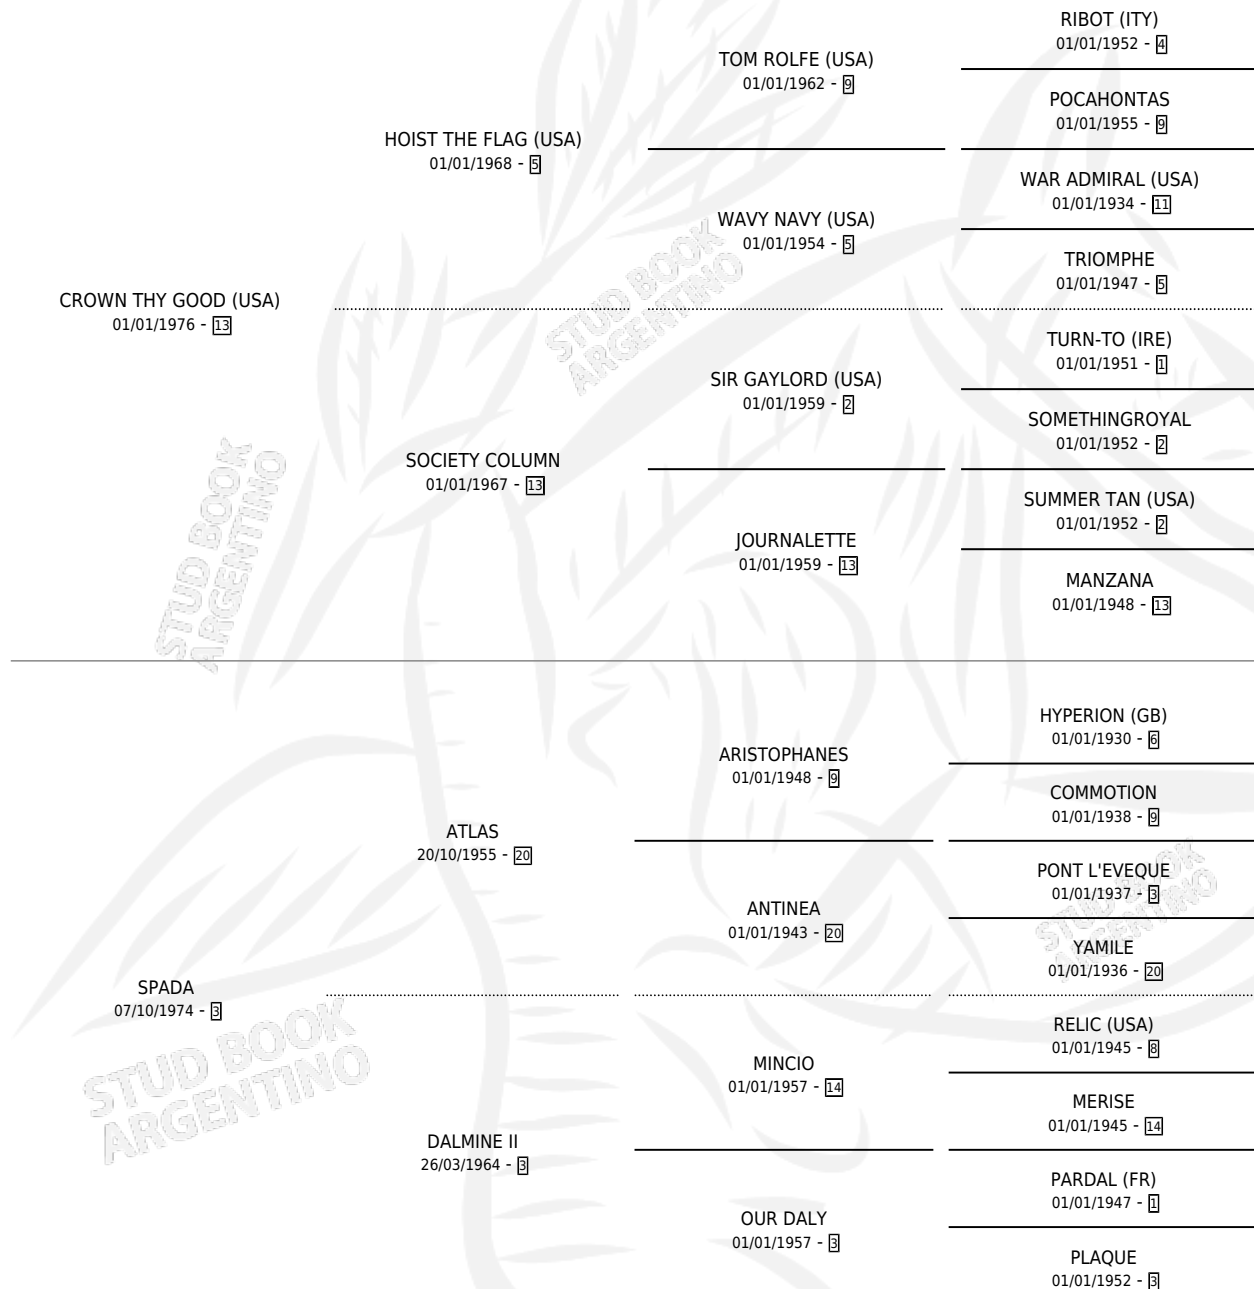 RIBOT (ITY)
01/01/1952 - 4
TOM ROLFE (USA)
01/01/1962 - 9
POCAHONTAS
01/01/1955 - 9
HOIST THE FLAG (USA)
01/01/1968 - 5
WAR ADMIRAL (USA)
01/01/1934 - 11
WAVY NAVY (USA)
01/01/1954 - 5
TRIOMPHE
01/01/1947 - 5
CROWN THY GOOD (USA)
01/01/1976 - 13
TURN-TO (IRE)
01/01/1951 - 1
SIR GAYLORD (USA)
01/01/1959 - 2
SOMETHINGROYAL
01/01/1952 - 2
SOCIETY COLUMN
01/01/1967 - 13
SUMMER TAN (USA)
01/01/1952 - 2
JOURNALETTE
01/01/1959 - 13
MANZANA
01/01/1948 - 13
HYPERION (GB)
01/01/1930 - 6
ARISTOPHANES
01/01/1948 - 9
COMMOTION
01/01/1938 - 9
ATLAS
20/10/1955 - 20
PONT L'EVEQUE
01/01/1937 - 3
ANTINEA
01/01/1943 - 20
YAMILE
01/01/1936 - 20
SPADA
07/10/1974 - 3
RELIC (USA)
01/01/1945 - 8
MINCIO
01/01/1957 - 14
MERISE
01/01/1945 - 14
DALMINE II
26/03/1964 - 3
PARDAL (FR)
01/01/1947 - 1
OUR DALY
01/01/1957 - 3
PLAQUE
01/01/1952 - 3
STUD BOOK
ARGENTINO
STUD BOOK
ARGENTINO
STUD BOOK
ARGENTINO
STUD BOOK
ARGENTINO